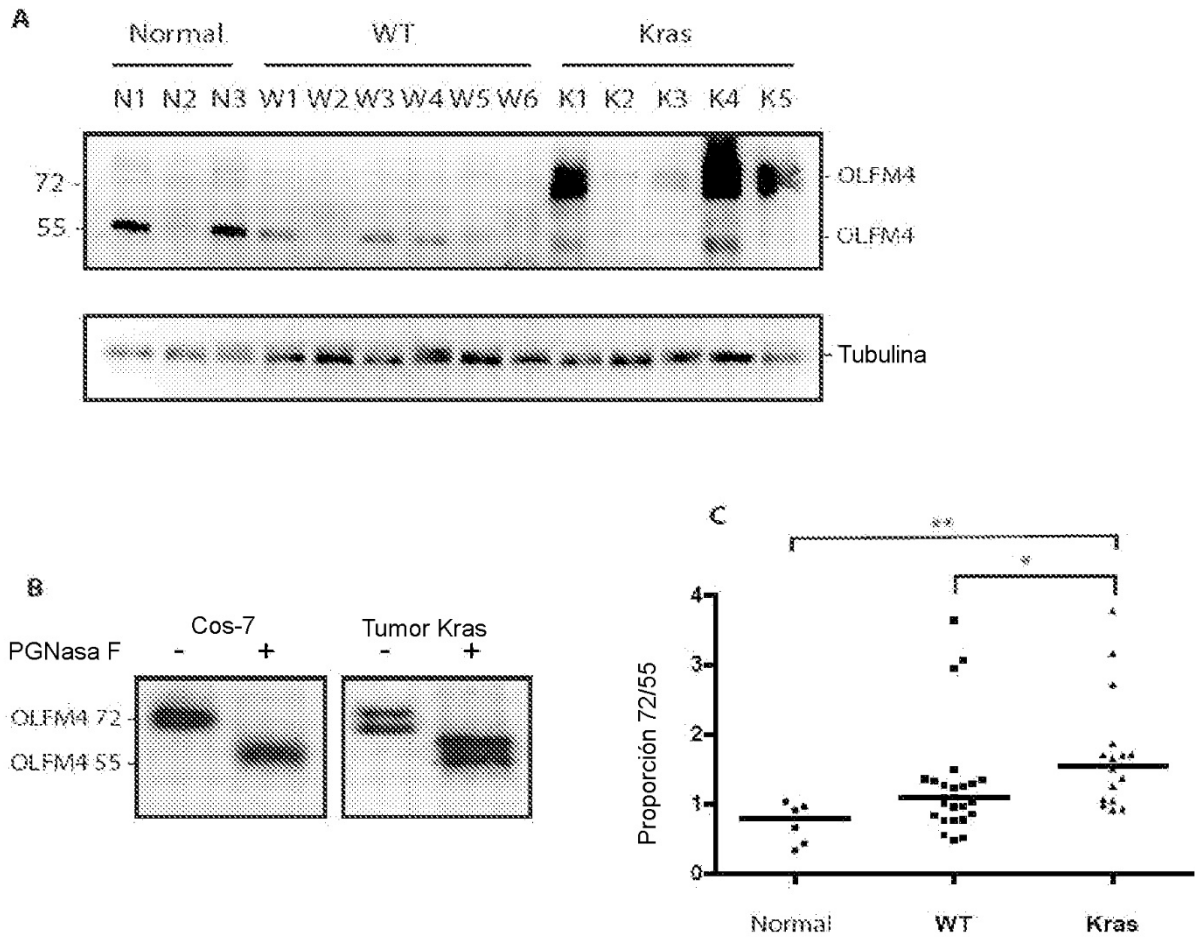 A
Normal WT Kras
N1 N2 N3 W1 W2 W3 W4 W5 W6 K1 K2 K3 K4 K5
72 - - OLFM4
55 - - OLFM4
- Tubulina
B
Cos-7 Tumor Kras
PGNasa F - + - +
OLFM4 72 -
OLFM4 55 -
C
**
*
Proporción 72/55
4
3
2
1
0
Normal WT Kras